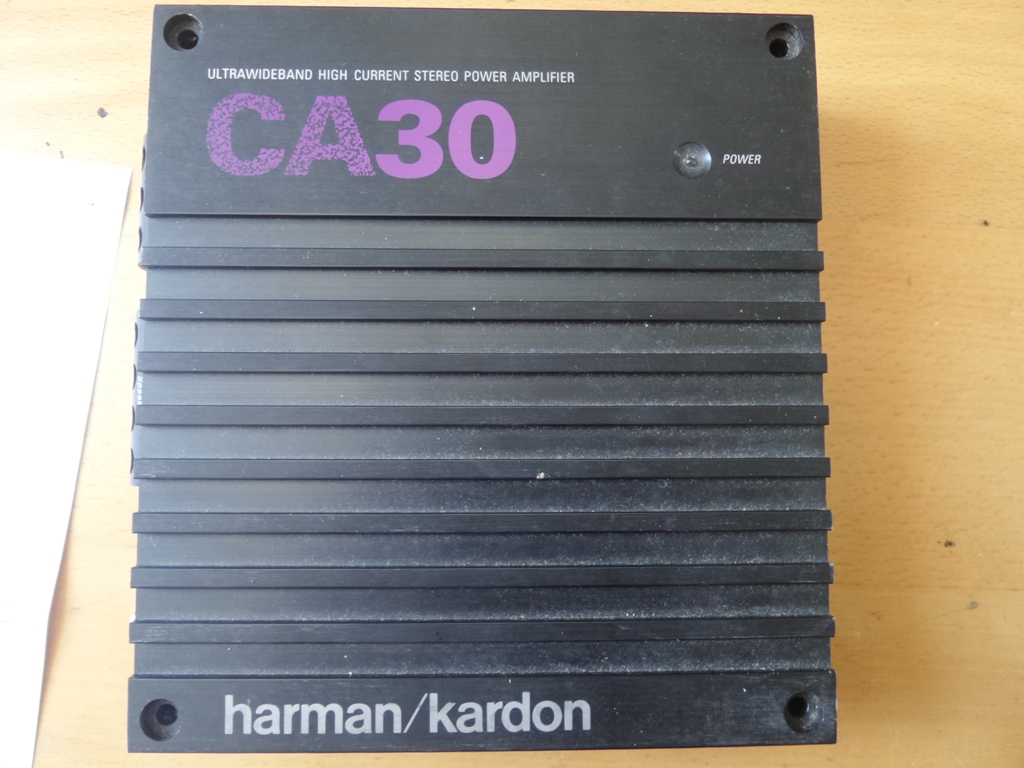 ULTRAWIDEBAND HIGH CURRENT STEREO POWER AMPLIFIER
CA30
POWER
harman/kardon